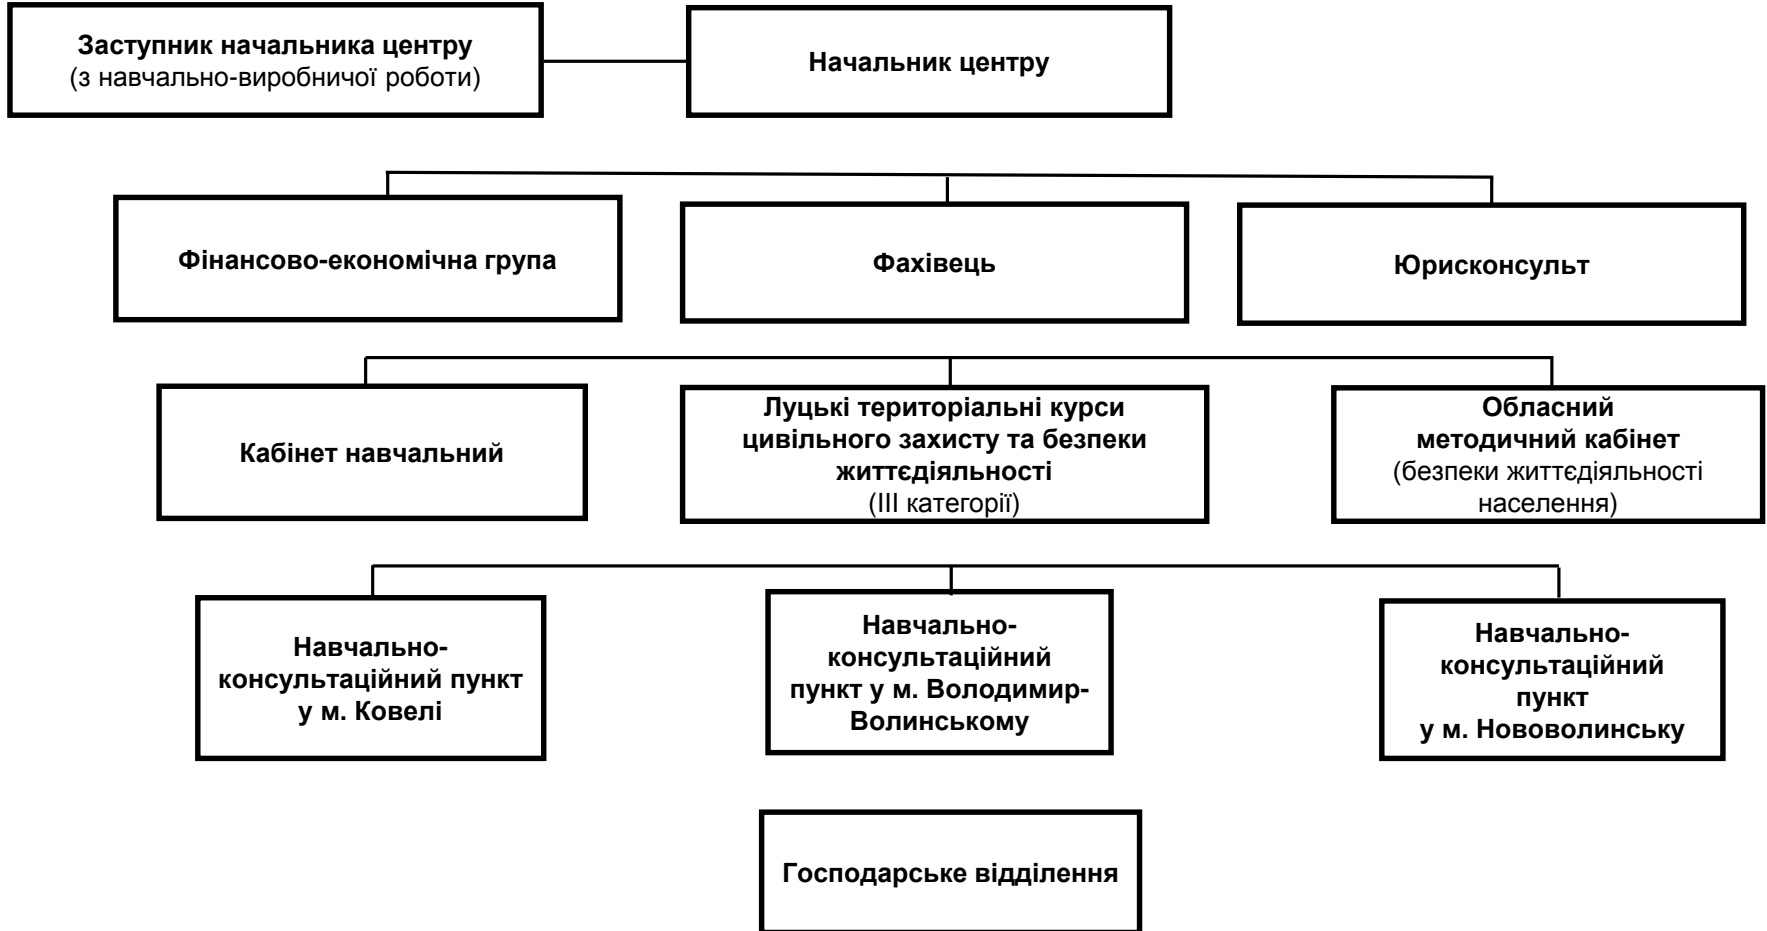 Заступник начальника центру
(з навчально-виробничої роботи)
Начальник центру
Фінансово-економічна група
Фахівець
Юрисконсульт
Кабінет навчальний
Луцькі територіальні курси
цивільного захисту та безпеки
життєдіяльності
(ІІІ категорії)
Обласний
методичний кабінет
(безпеки життєдіяльності
населення)
Навчально-
консультаційний пункт
у м. Ковелі
Навчально-
консультаційний
пункт у м. Володимир-
Волинському
Навчально-
консультаційний
пункт
у м. Нововолинську
Господарське відділення